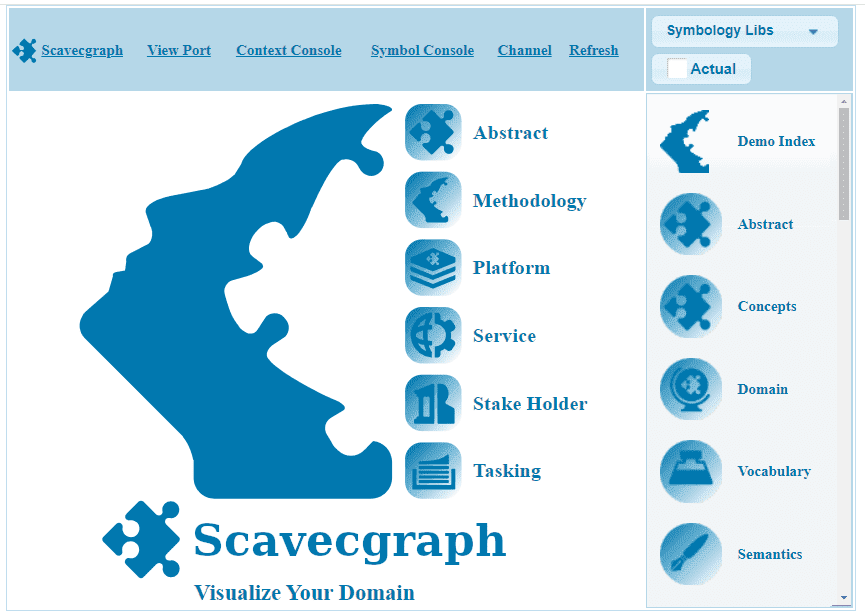 Scavecgraph View Port Context Console Symbol Console Channel Refresh
Symbology Libs
Actual
Abstract
Methodology
Platform
Service
Stake Holder
Tasking
Scavecgraph
Visualize Your Domain
Demo Index
Abstract
Concepts
Domain
Vocabulary
Semantics